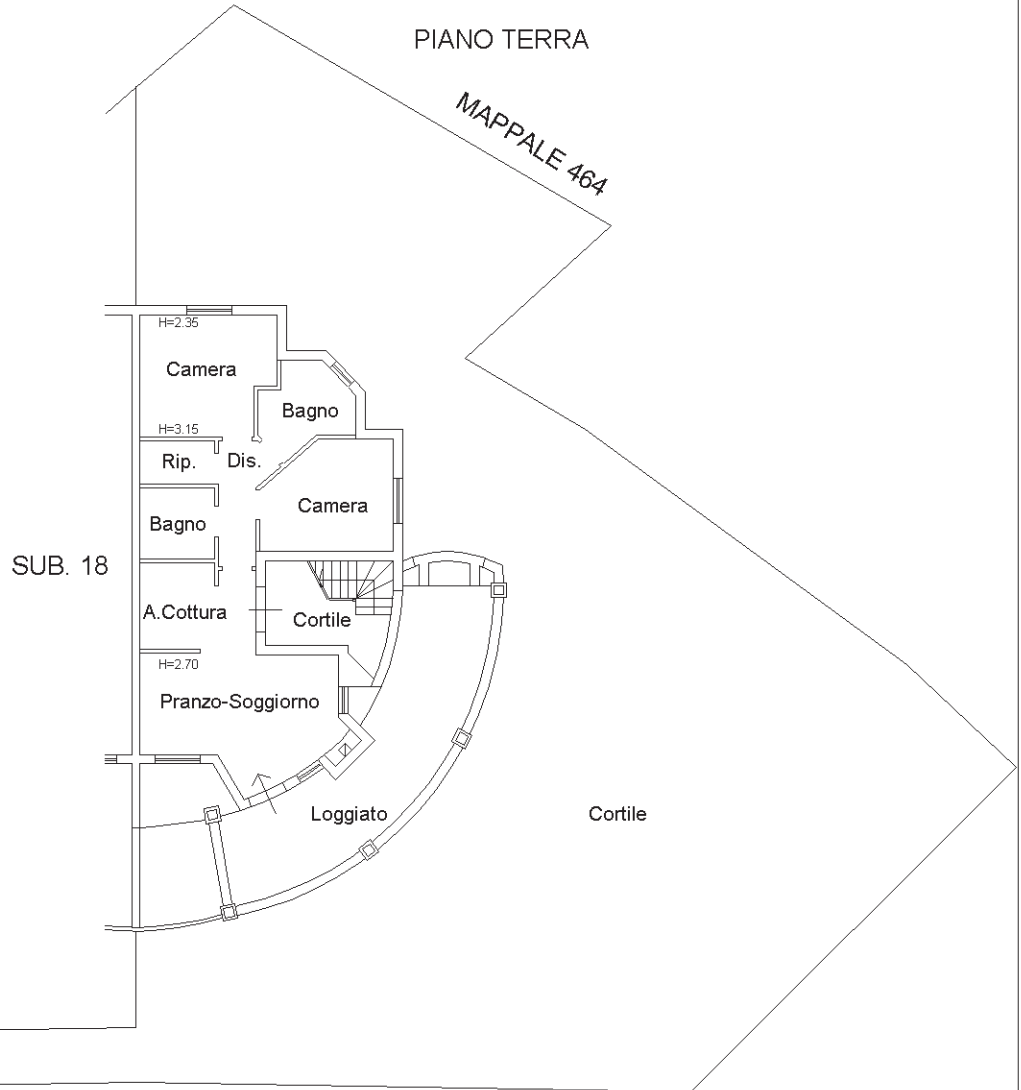 PIANO TERRA
MAPPALE 464
H=2.35
Camera
Bagno
H=3.15
Rip.
Dis.
Camera
Bagno
SUB. 18
A.Cottura
Cortile
H=2.70
Pranzo-Soggiorno
Loggiato
Cortile